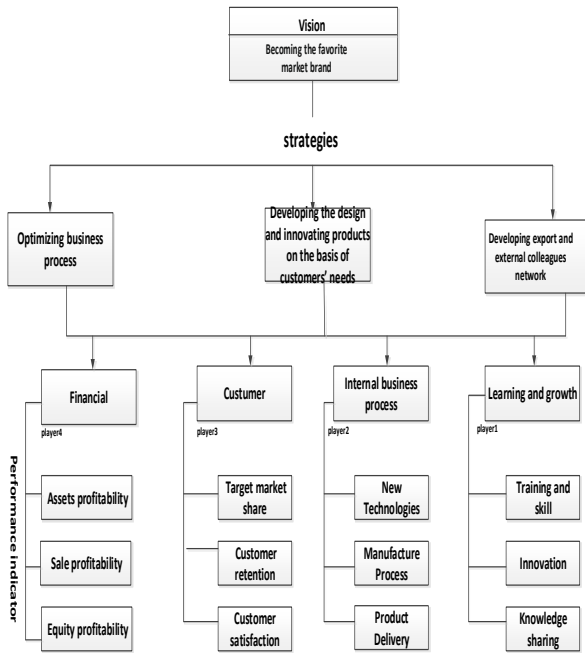 Vision
Becoming the favorite
market brand
strategies
Optimizing business
process
Developing the design
and innovating products
on the basis of
customers' needs
Developing export and
external colleagues
network
Financial
Custumer
Internal business
process
Learning and growth
player4
player3
player2
player1
Performance indicator
Assets profitability
Target market
share
New
Technologies
Training and
skill
Sale profitability
Customer
retention
Manufacture
Process
Innovation
Equity profitability
Customer
satisfaction
Product
Delivery
Knowledge
sharing